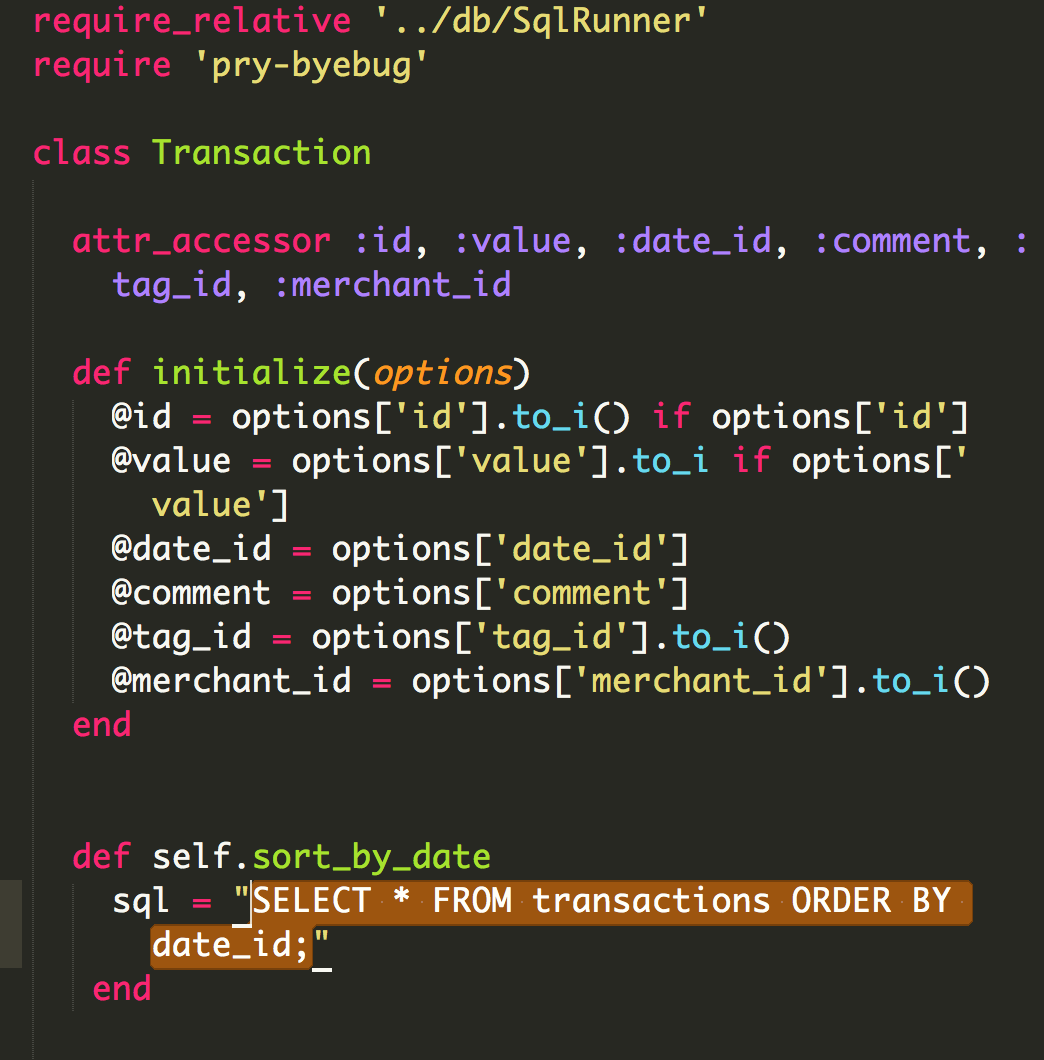 require_relative '../db/SqlRunner'
require 'pry-byebug'
class Transaction
attr_accessor :id, :value, :date_id, :comment, :
tag_id, :merchant_id
def initialize(options)
@id = options['id'].to_i() if options['id']
@value = options['value'].to_i if options['
value']
@date_id = options['date_id']
@comment = options['comment']
@tag_id = options['tag_id'].to_i()
@merchant_id = options['merchant_id'].to_i()
end
def self.sort_by_date
sql = "SELECT * FROM transactions ORDER BY
date_id;"
end